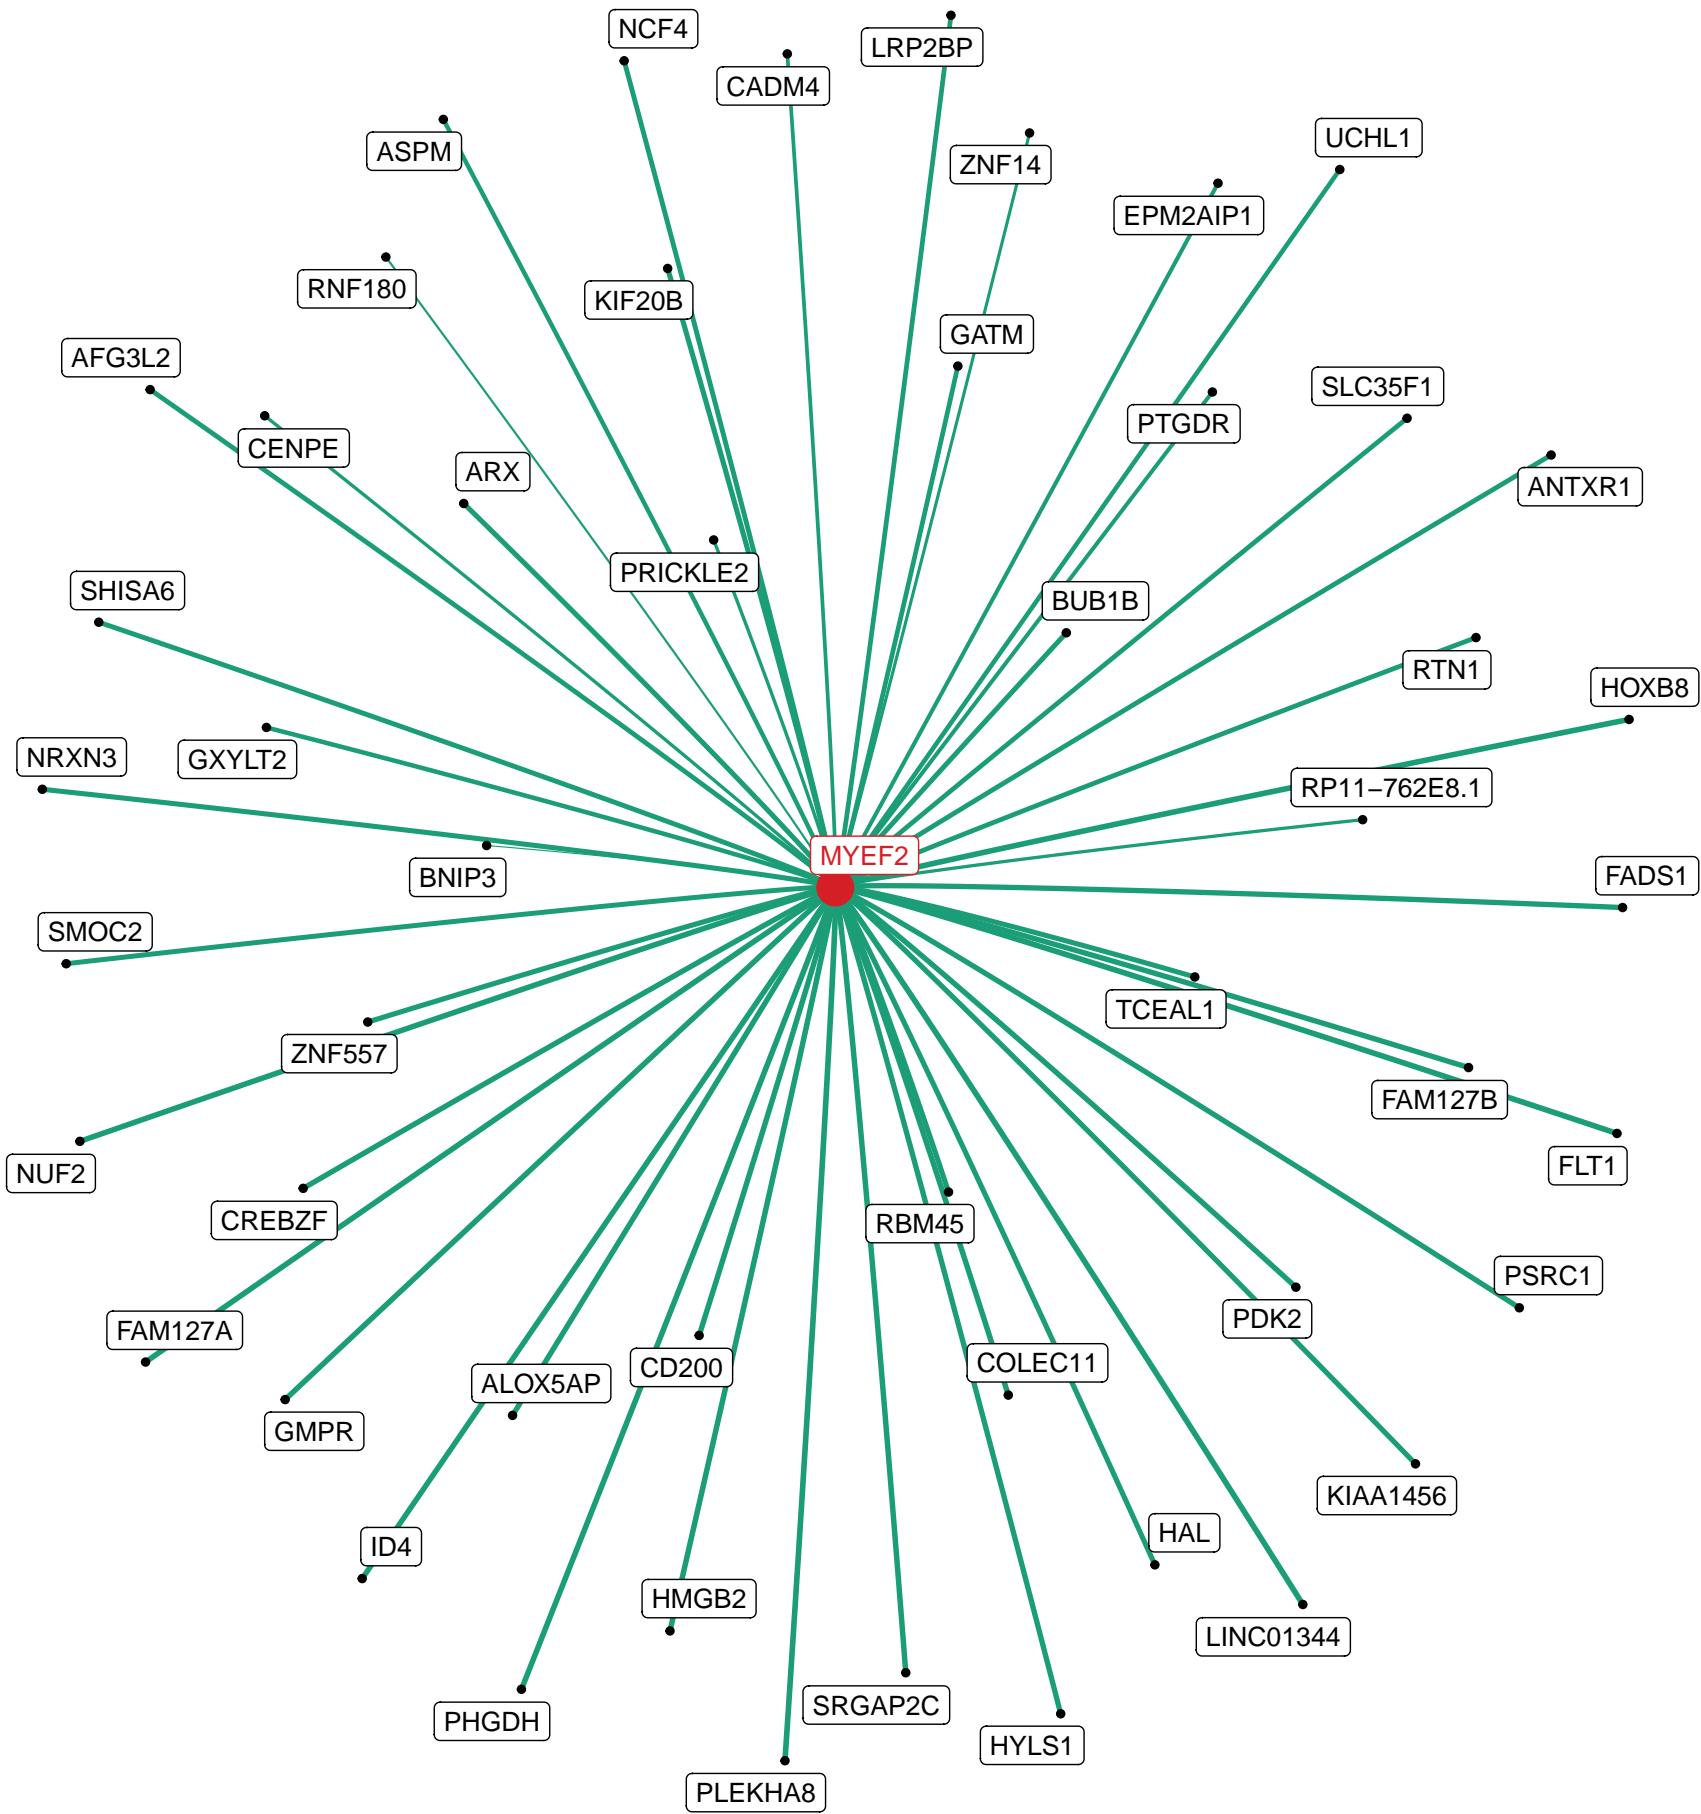 NCF4
LRP2BP
CADM4
UCHL1
ASPM
ZNF14
EPM2AIP1
RNF180
KIF20B
GATM
AFG3L2
SLC35F1
PTGDR
CENPE
ARX
ANTXR1
PRICKLE2
SHISA6
BUB1B
RTN1
HOXB8
NRXN3
GXYLT2
RP11−762E8.1
MYEF2
BNIP3
FADS1
SMOC2
TCEAL1
ZNF557
FAM127B
FLT1
NUF2
CREBZF
RBM45
PSRC1
PDK2
FAM127A
COLEC11
CD200
ALOX5AP
GMPR
KIAA1456
HAL
ID4
HMGB2
LINC01344
SRGAP2C
PHGDH
HYLS1
PLEKHA8